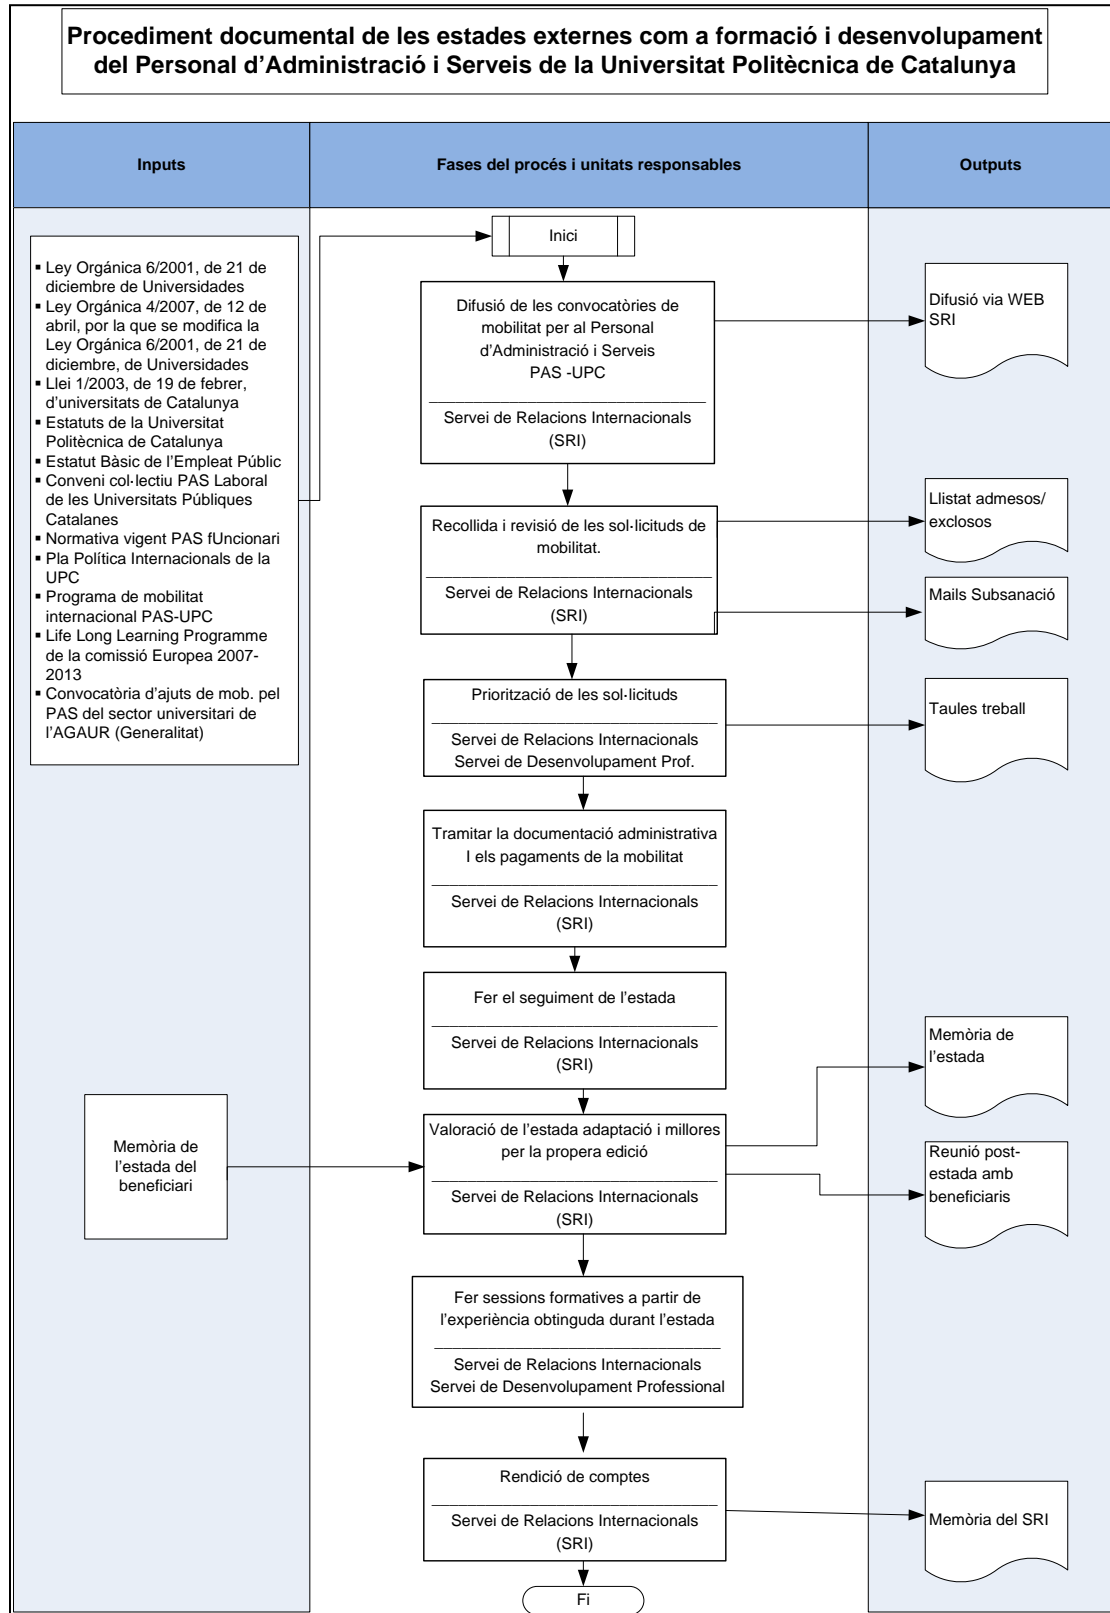 Procediment documental de les estades externes com a formació i desenvolupament
del Personal d'Administració i Serveis de la Universitat Politècnica de Catalunya
Inputs
Fases del procés i unitats responsables
Outputs
▪ Ley Orgánica 6/2001, de 21 de
diciembre de Universidades
▪ Ley Orgánica 4/2007, de 12 de
abril, por la que se modifica la
Ley Orgánica 6/2001, de 21 de
diciembre, de Universidades
▪ Llei 1/2003, de 19 de febrer,
d'universitats de Catalunya
▪ Estatuts de la Universitat
Politècnica de Catalunya
▪ Estatut Bàsic de l'Empleat Públic
▪ Conveni col·lectiu PAS Laboral
de les Universitats Públiques
Catalanes
▪ Normativa vigent PAS fUncionari
▪ Pla Política Internacionals de la
UPC
▪ Programa de mobilitat
internacional PAS-UPC
▪ Life Long Learning Programme
de la comissió Europea 2007-
2013
▪ Convocatòria d'ajuts de mob. pel
PAS del sector universitari de
l'AGAUR (Generalitat)
Inici
Difusió de les convocatòries de
mobilitat per al Personal
d'Administració i Serveis
PAS -UPC
Servei de Relacions Internacionals
(SRI)
Difusió via WEB
SRI
Recollida i revisió de les sol·licituds de
mobilitat.
Servei de Relacions Internacionals
(SRI)
Llistat admesos/
exclosos
Mails Subsanació
Priorització de les sol·licituds
Servei de Relacions Internacionals
Servei de Desenvolupament Prof.
Taules treball
Tramitar la documentació administrativa
I els pagaments de la mobilitat
Servei de Relacions Internacionals
(SRI)
Fer el seguiment de l'estada
Servei de Relacions Internacionals
(SRI)
Memòria de
l'estada
Memòria de
l'estada del
beneficiari
Valoració de l'estada adaptació i millores
per la propera edició
Servei de Relacions Internacionals
(SRI)
Reunió post-
estada amb
beneficiaris
Fer sessions formatives a partir de
l'experiència obtinguda durant l'estada
Servei de Relacions Internacionals
Servei de Desenvolupament Professional
Rendició de comptes
Servei de Relacions Internacionals
(SRI)
Memòria del SRI
Fi